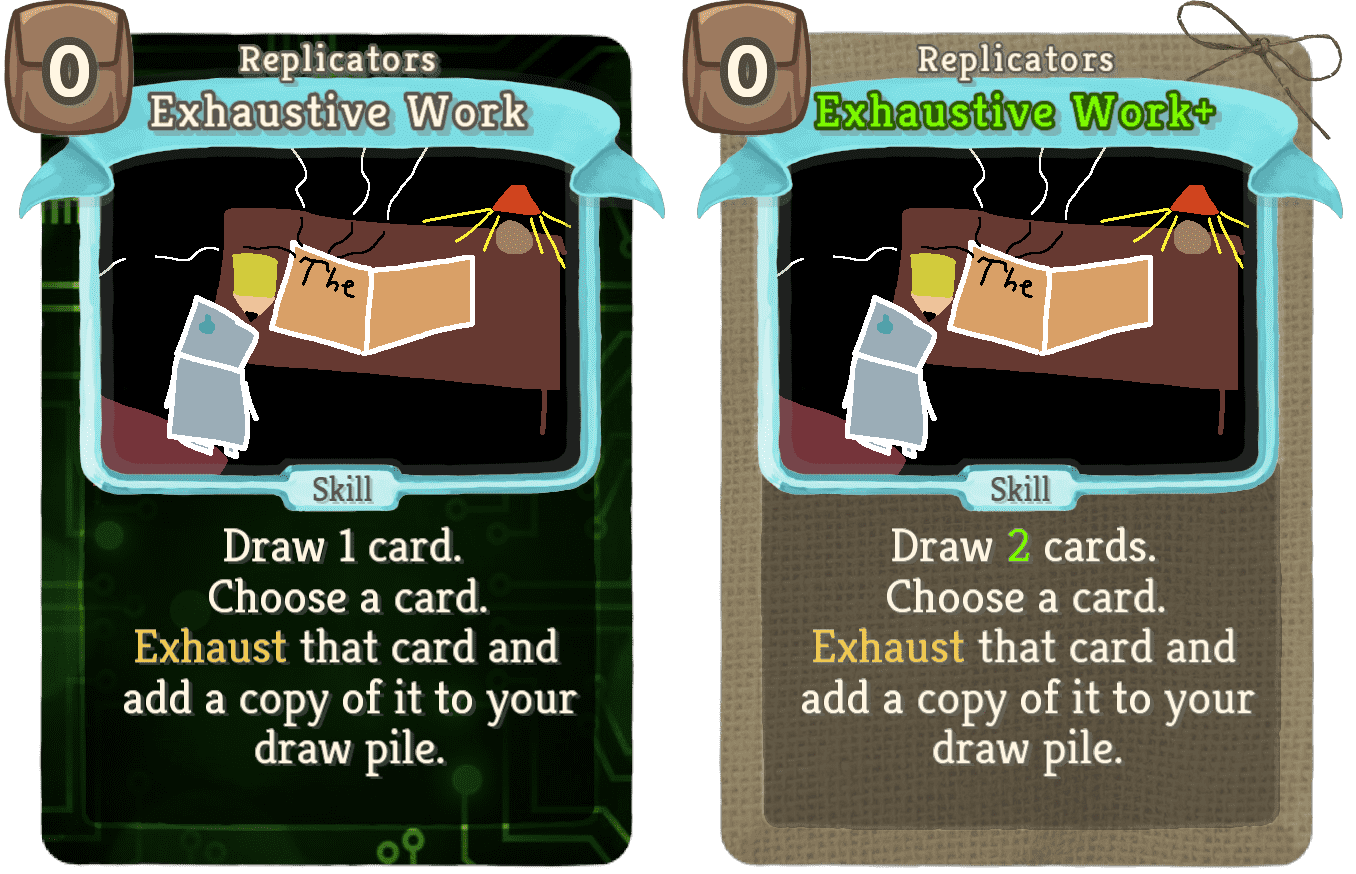 0
Replicators
Exhaustive Work
The
Skill
Draw 1 card.
Choose a card.
Exhaust that card and
add a copy of it to your
draw pile.
0
Replicators
Exhaustive Work+
The
Skill
Draw 2 cards.
Choose a card.
Exhaust that card and
add a copy of it to your
draw pile.